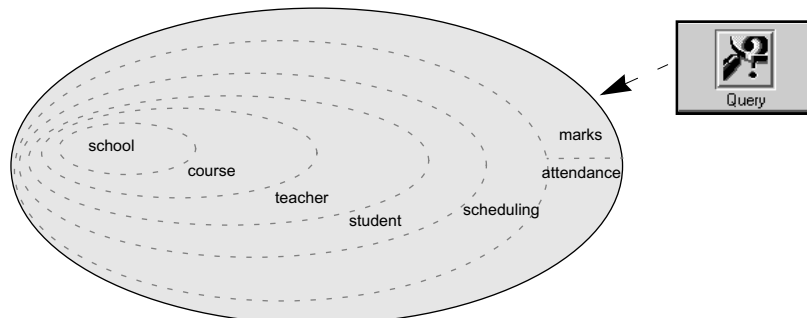 school
course
teacher
student
scheduling
marks
attendance
Query